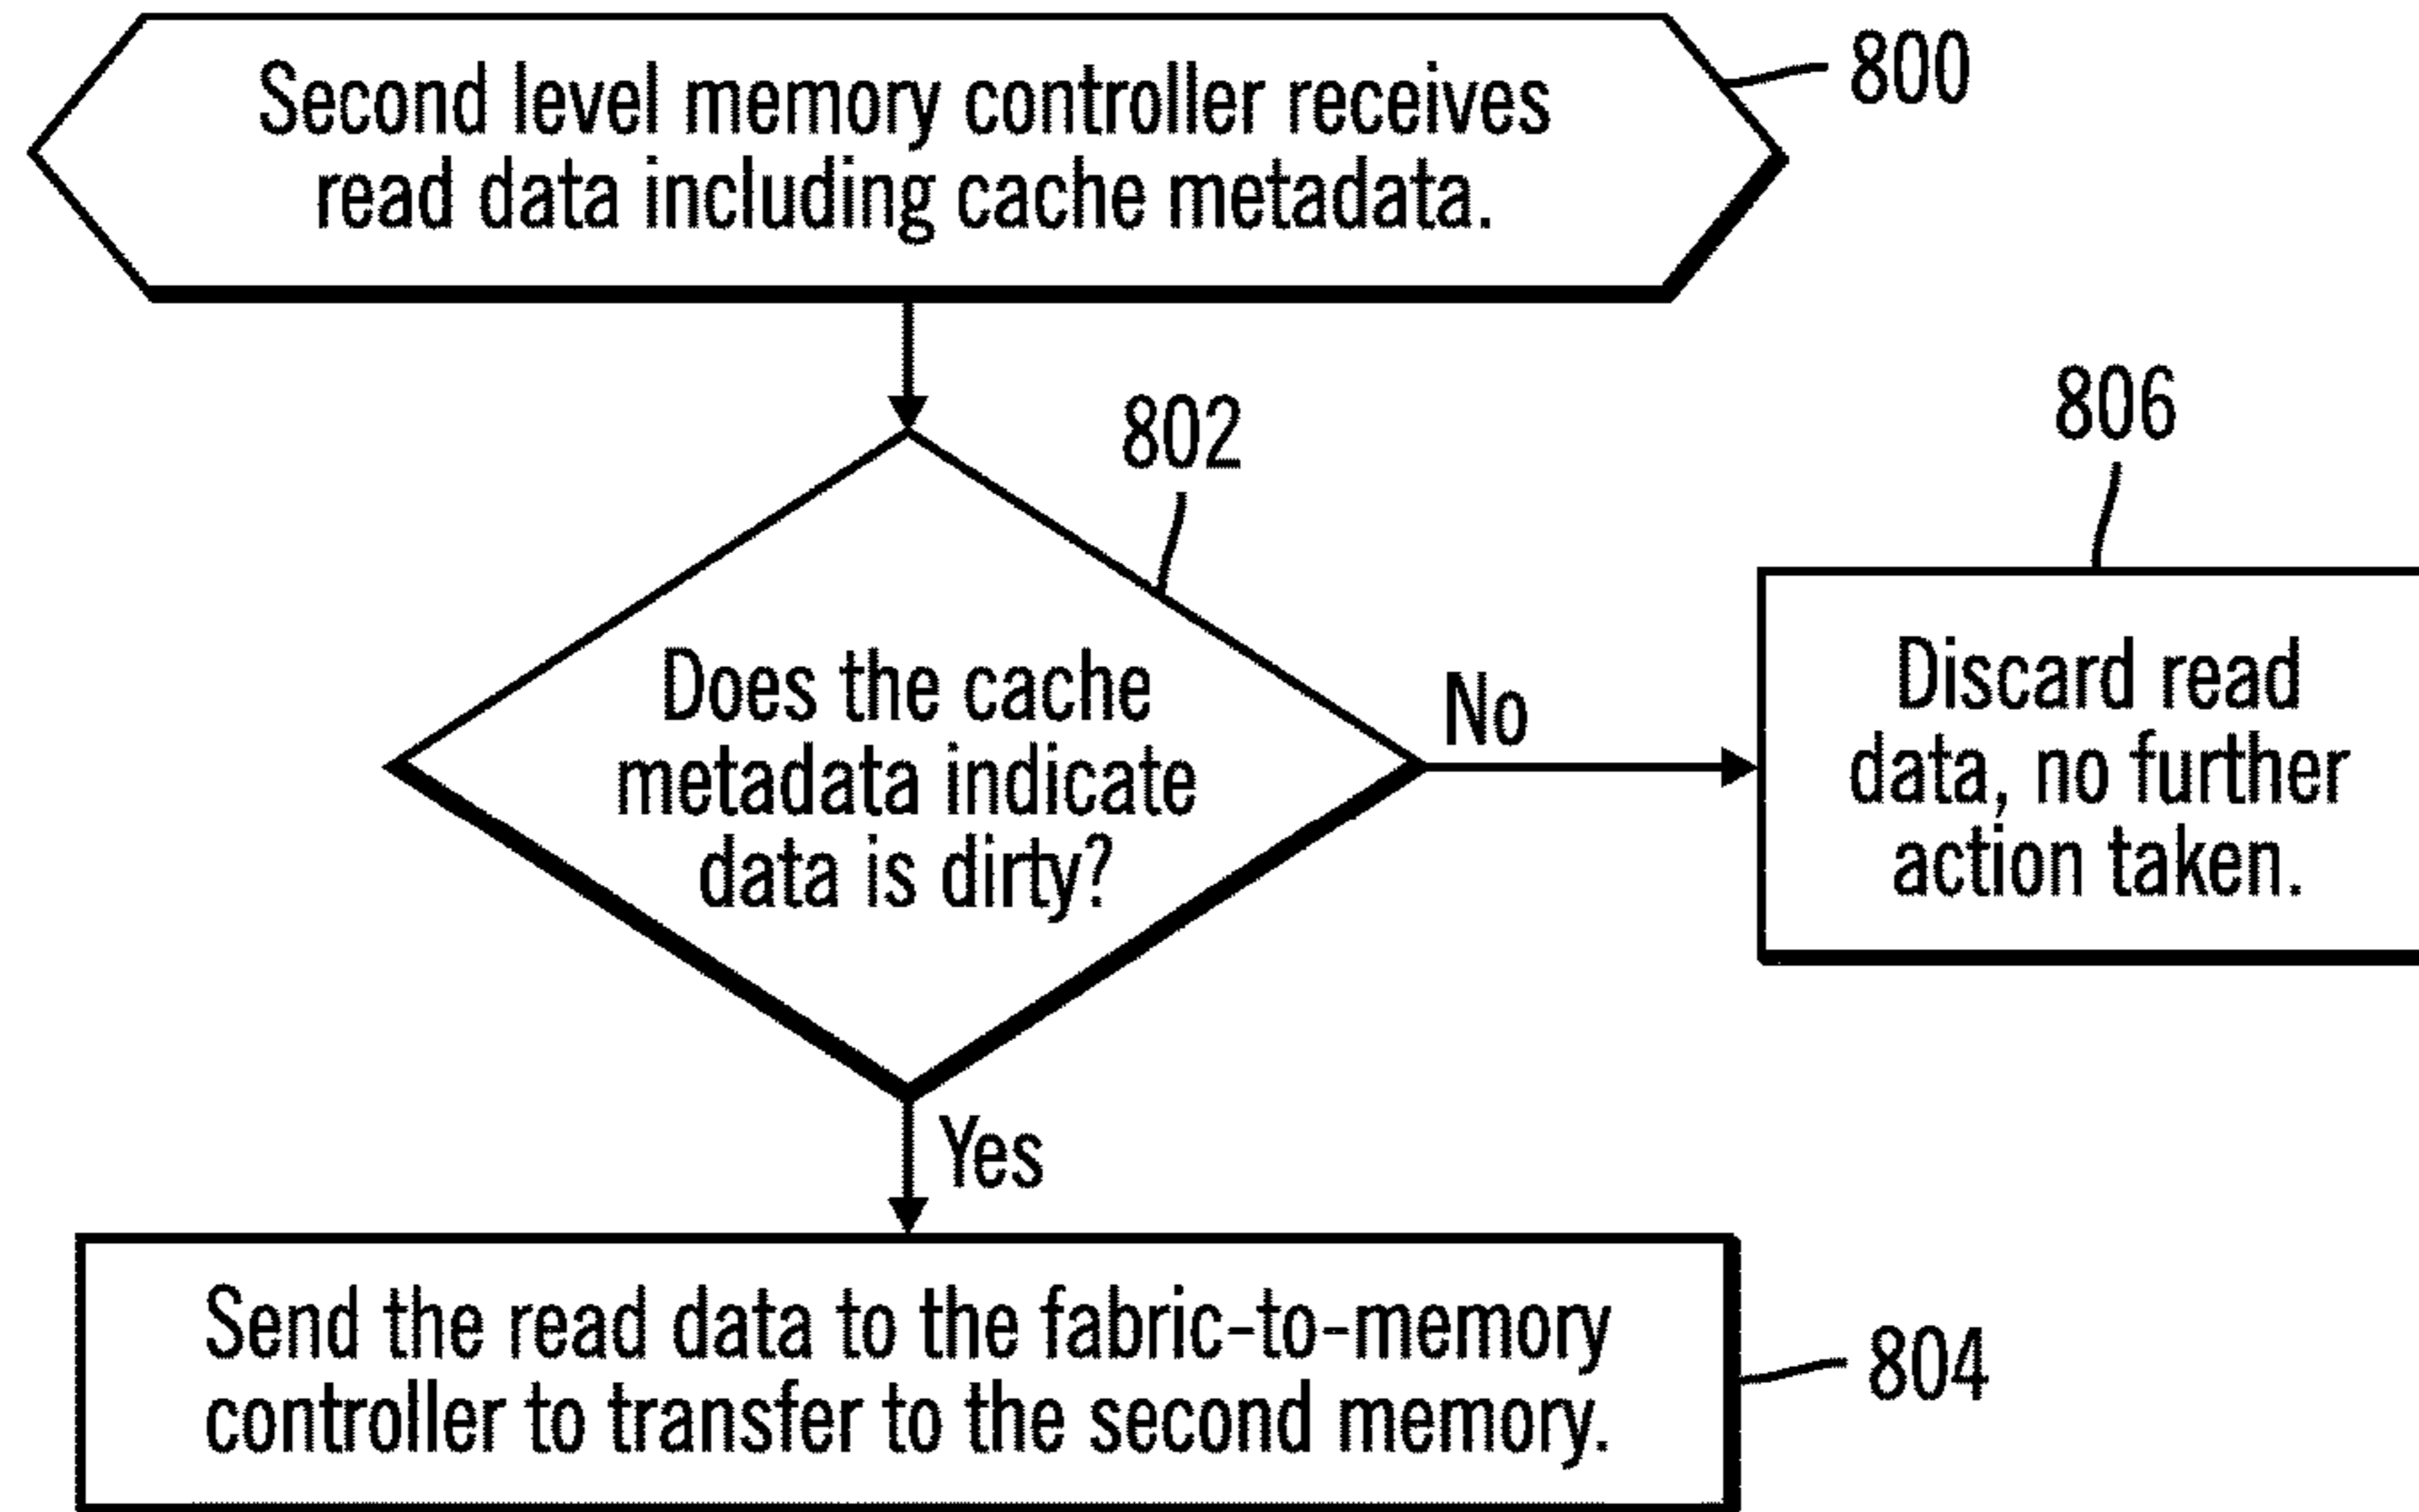 Second level memory controller receives
read data including cache metadata.
800
802
Does the cache
metadata indicate
data is dirty?
No
806
Discard read
data, no further
action taken.
Yes
Send the read data to the fabric-to-memory
controller to transfer to the second memory.
804